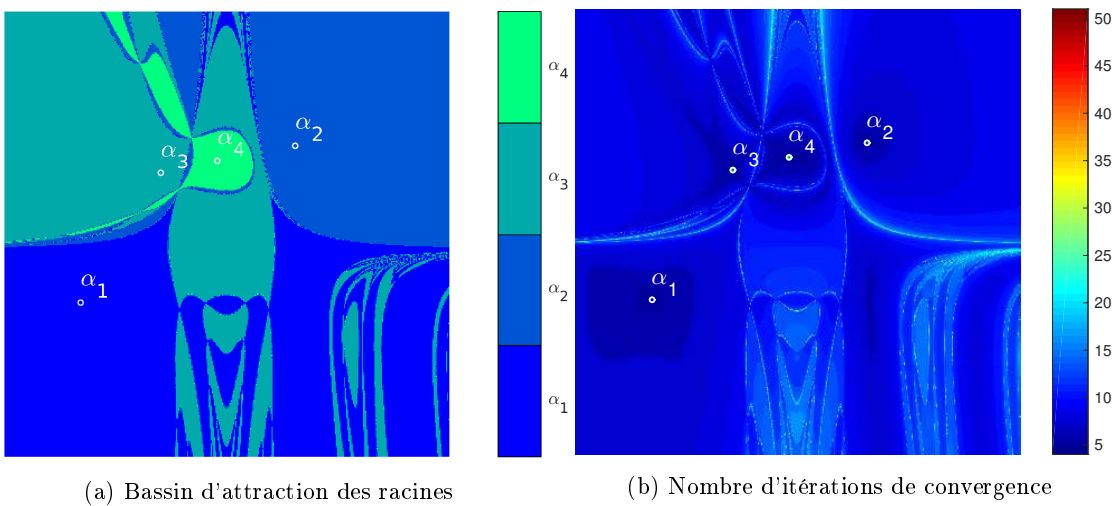 α₂
α₃
α₄
α₁
α₄
α₃
α₂
α₁
α₂
α₄
α₃
α₁
50
45
40
35
30
25
20
15
10
5
(a) Bassin d'attraction des racines
(b) Nombre d'itérations de convergence